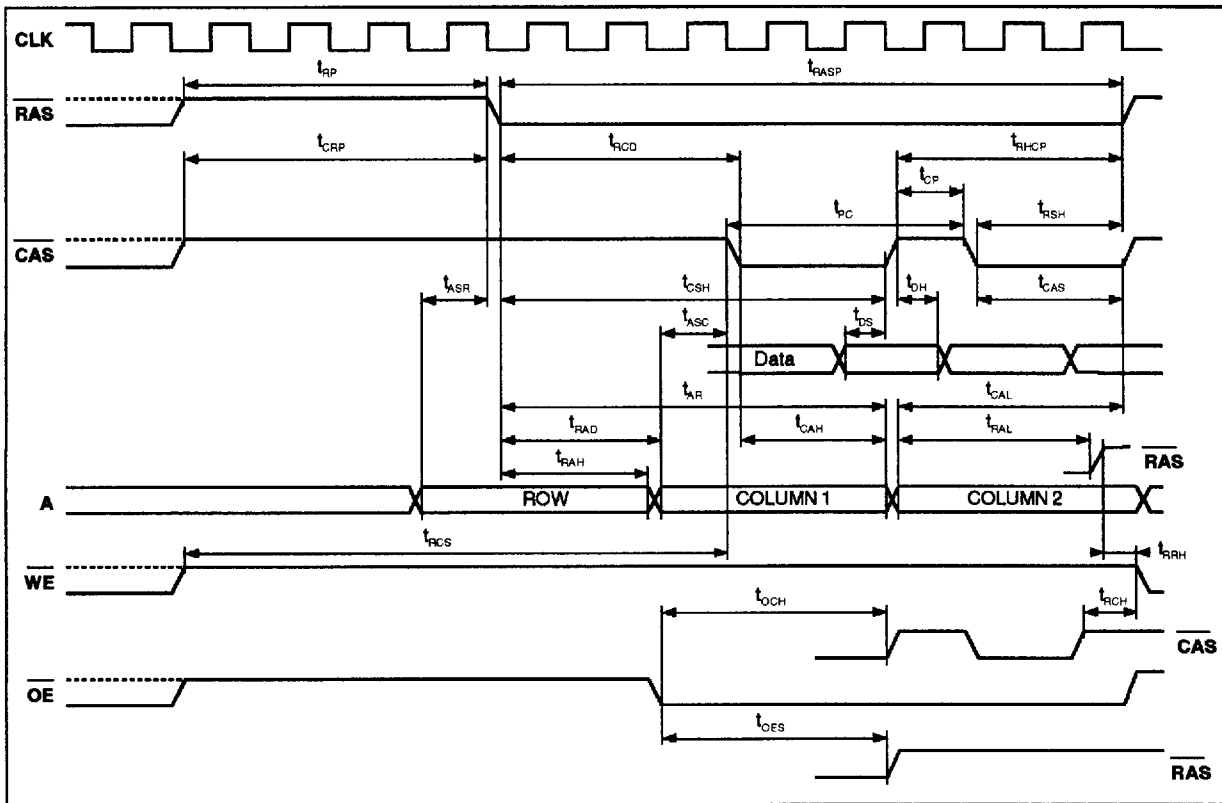 CLK
tRP
tRASP
RAS
tCRP
tRCD
tRHCP
tCP
tPC
tRSH
CAS
tASR
tCSH
tDH
tCAS
tASC
tDS
Data
tAR
tCAL
tRAD
tCAH
tRAL
tRAH
RAS
A
ROW
COLUMN 1
COLUMN 2
tRCS
tRRH
WE
tOCH
tRCH
CAS
OE
tOES
RAS